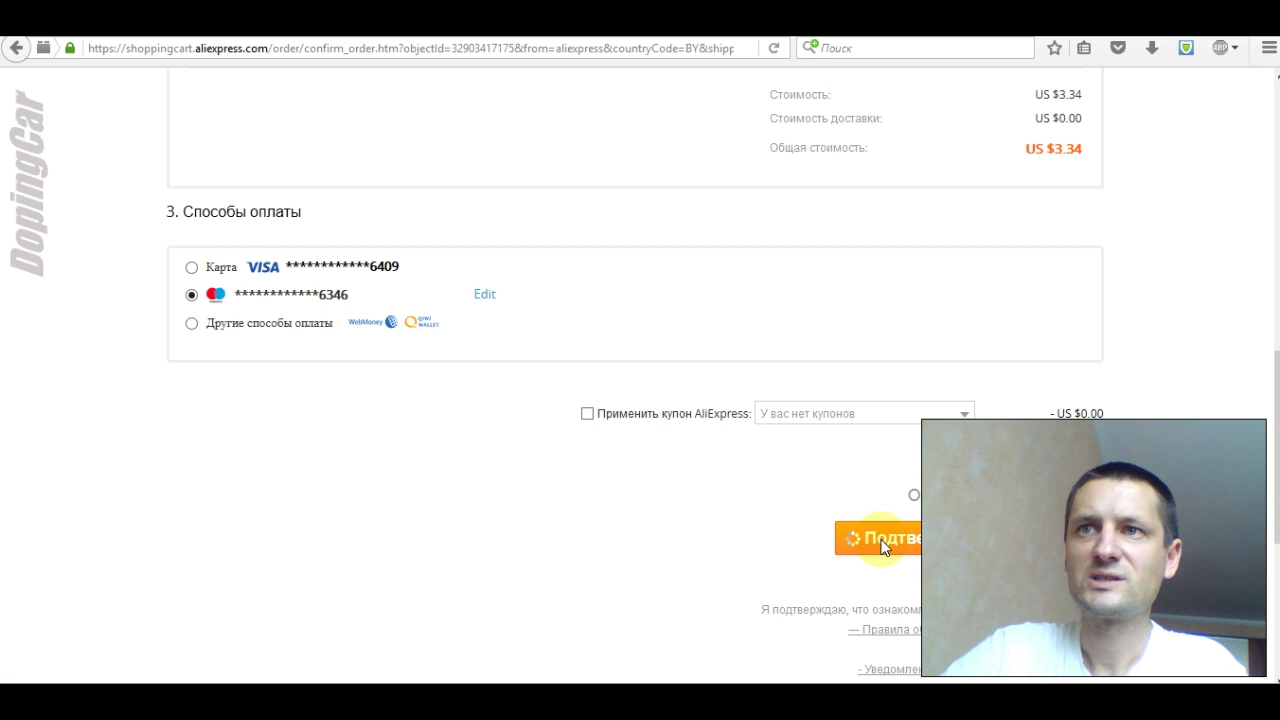 https://shoppingcart.aliexpress.com/order/confirm_order.htm?objectId=32903417175&from=aliexpress&countryCode=BY&shipp
Поиск
ABP
DopingCar
Стоимость: US $3.34
Стоимость доставки: US $0.00
Общая стоимость: US $3.34
3. Способы оплаты
Карта VISA ************6409
************6346 Edit
Другие способы оплаты WebMoney QIWI WALLET
Применить купон AliExpress: У вас нет купонов - US $0.00
О
Подтве
Я подтверждаю, что ознакомл
— Правила о
- Уведомлен